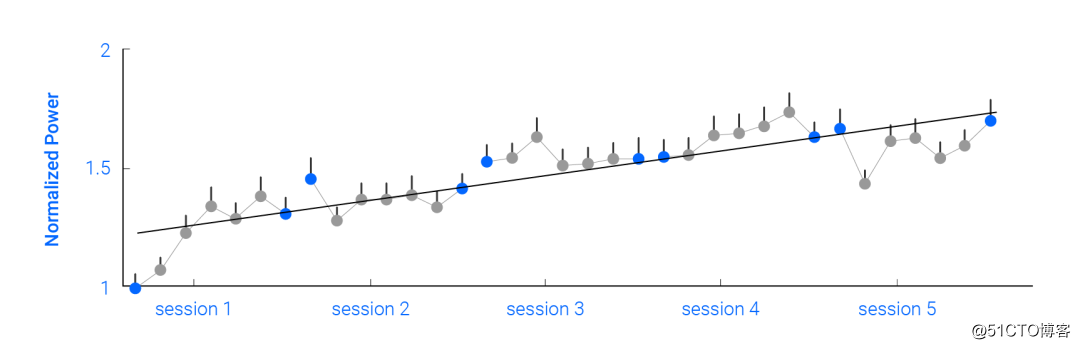 2
Normalized Power
1.5
1
session 1
session 2
session 3
session 4
session 5
@51CTO博客